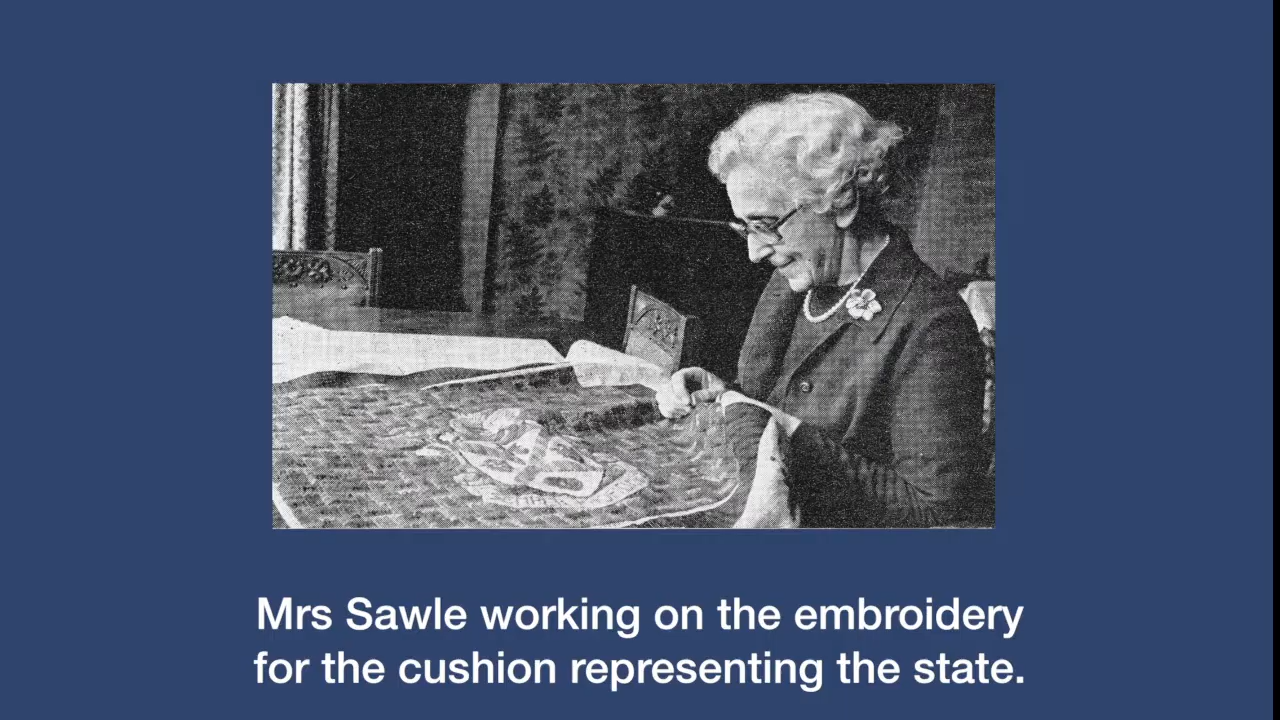 Mrs Sawle working on the embroidery
for the cushion representing the state.